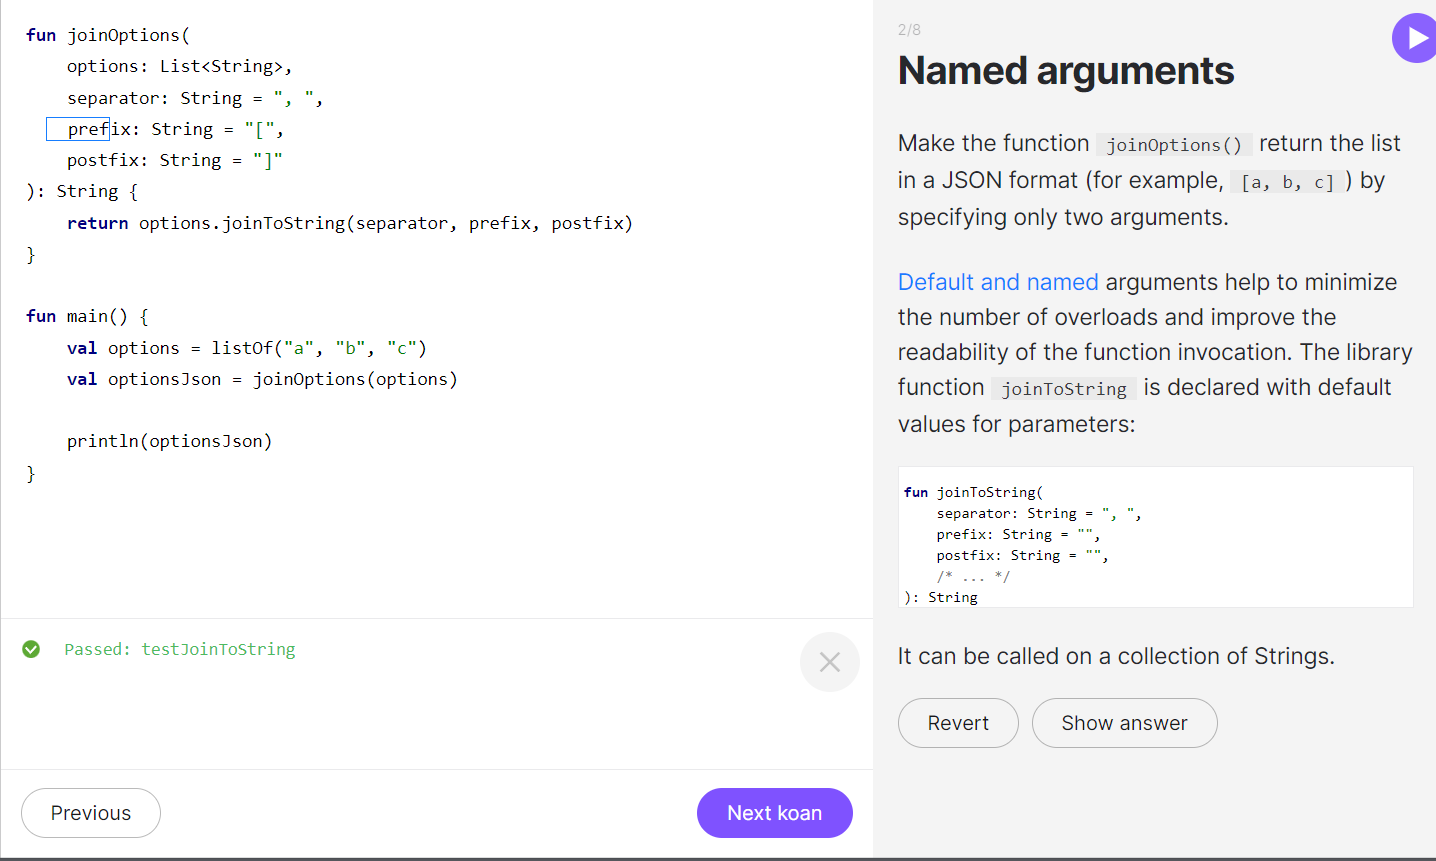 fun joinOptions(
    options: List<String>,
    separator: String = ", ",
    prefix: String = "[",
    postfix: String = "]"
): String {
    return options.joinToString(separator, prefix, postfix)
}
fun main() {
    val options = listOf("a", "b", "c")
    val optionsJson = joinOptions(options)
    println(optionsJson)
}
Passed: testJoinToString
Previous
Next koan
2/8
Named arguments
Make the function joinOptions() return the list
in a JSON format (for example, [a, b, c] ) by
specifying only two arguments.
Default and named arguments help to minimize
the number of overloads and improve the
readability of the function invocation. The library
function joinToString is declared with default
values for parameters:
fun joinToString(
    separator: String = ", ",
    prefix: String = "",
    postfix: String = "",
    /* ... */
): String
It can be called on a collection of Strings.
Revert
Show answer